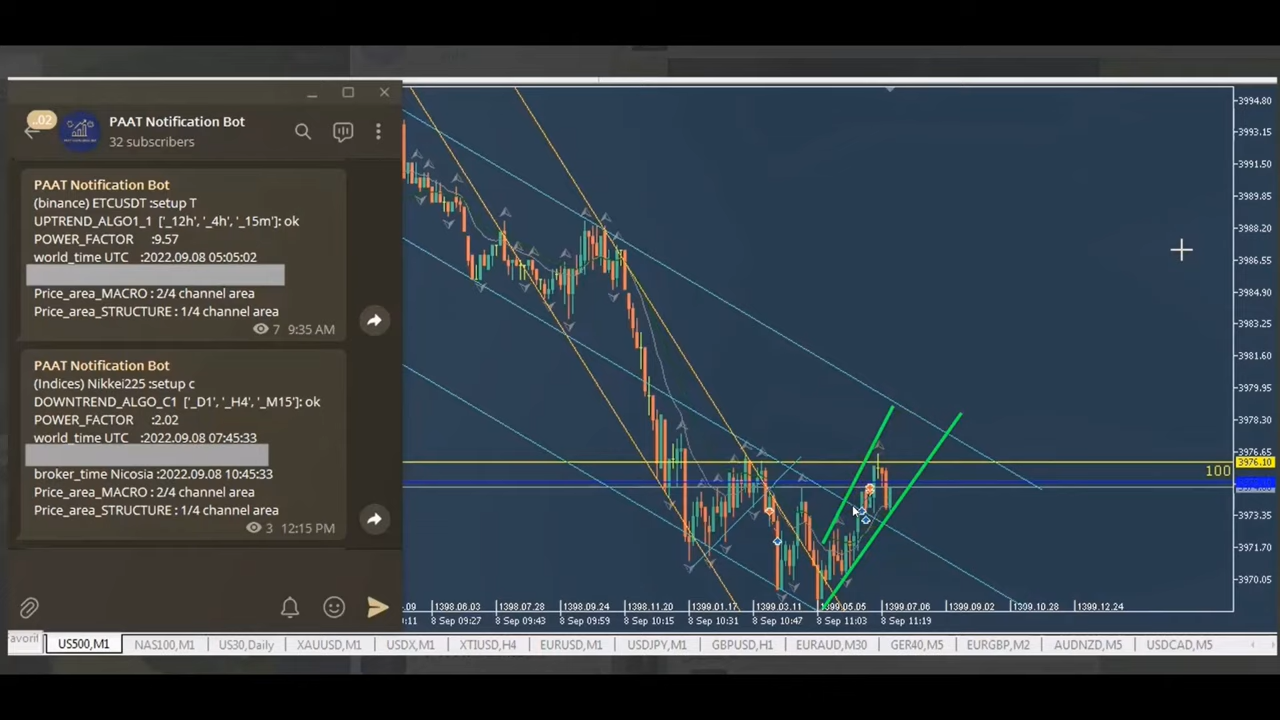 ..02
PAAT Notification Bot
32 subscribers
PAAT Notification Bot
(binance) ETCUSDT :setup T
UPTREND_ALGO1_1 ['_12h', '_4h', '_15m']: ok
POWER_FACTOR :9.57
world_time UTC :2022.09.08 05:05:02
Price_area_MACRO : 2/4 channel area
Price_area_STRUCTURE : 1/4 channel area
7 9:35 AM
PAAT Notification Bot
(Indices) Nikkei225 :setup c
DOWNTREND_ALGO_C1 ['_D1', '_H4', '_M15']: ok
POWER_FACTOR :2.02
world_time UTC :2022.09.08 07:45:33
broker_time Nicosia :2022.09.08 10:45:33
Price_area_MACRO : 2/4 channel area
Price_area_STRUCTURE : 1/4 channel area
3 12:15 PM
3994.80
3993.15
3991.50
3989.85
3988.20
3986.55
3984.90
3983.25
3981.60
3979.95
3978.30
3976.65
3976.10
100
3973.35
3971.70
3970.05
.09 1398.06.03 1398.07.28 1398.09.24 1398.11.20 1399.01.17 1399.03.11 1399.05.05 1399.07.06 1399.09.02 1399.10.28 1399.12.24
0:11 8 Sep 09:27 8 Sep 09:43 8 Sep 09:59 8 Sep 10:15 8 Sep 10:31 8 Sep 10:47 8 Sep 11:03 8 Sep 11:19
avorit US500,M1 NAS100,M1 US30,Daily XAUUSD,M1 USDX,M1 XTIUSD,H4 EURUSD,M1 USDJPY,M1 GBPUSD,H1 EURAUD,M30 GER40,M5 EURGBP,M2 AUDNZD,M5 USDCAD,M5